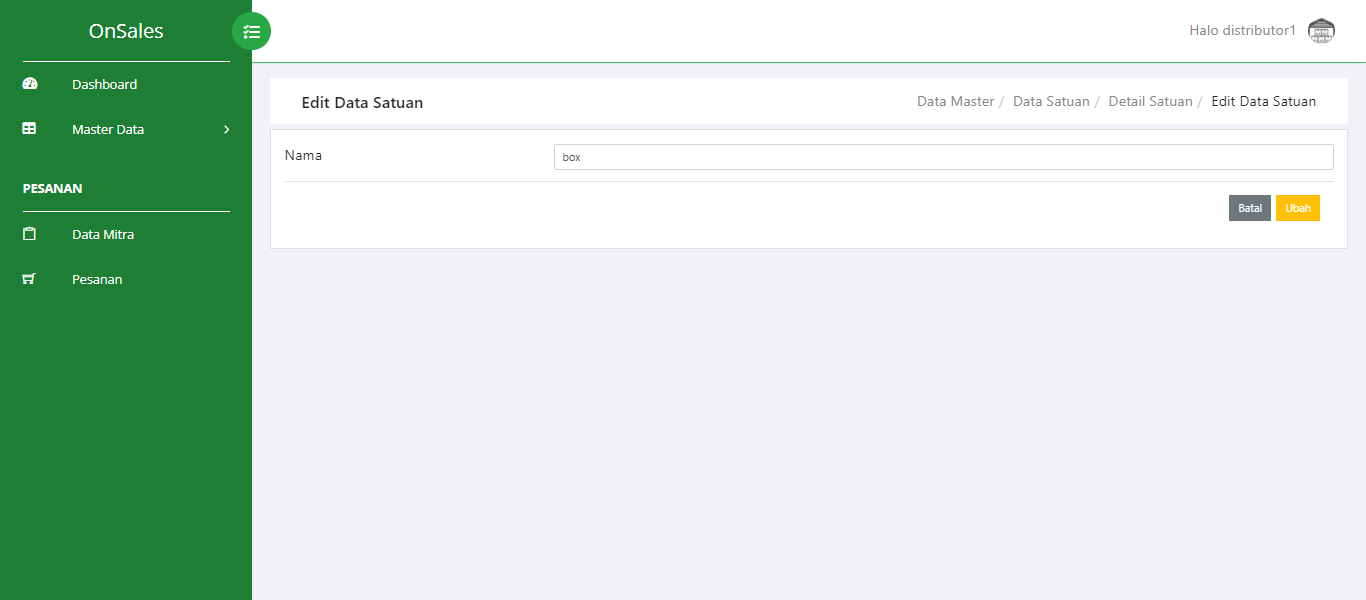 OnSales
Halo distributor1
Dashboard
Master Data
PESANAN
Data Mitra
Pesanan
Edit Data Satuan
Data Master / Data Satuan / Detail Satuan / Edit Data Satuan
Nama
box
Batal
Ubah